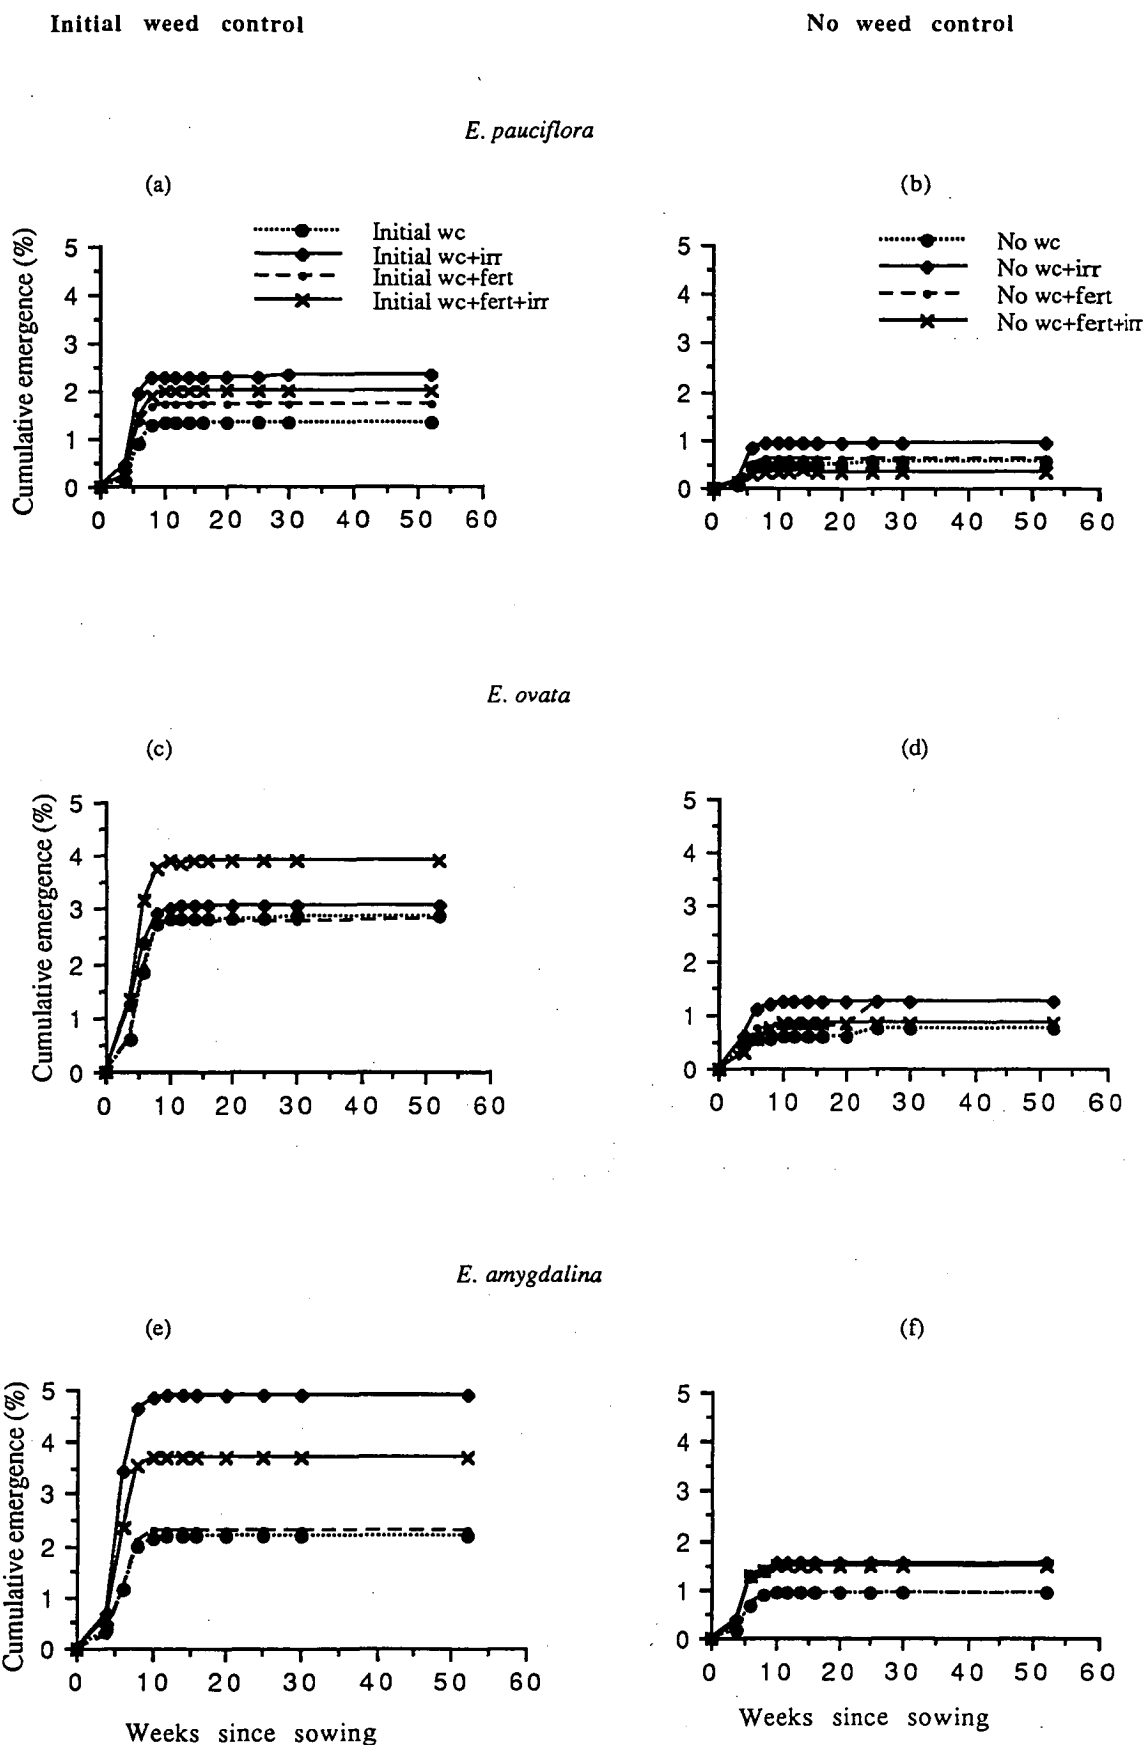 Initial weed control
No weed control
E. pauciflora
(a)
(b)
Initial wc
Initial wc+irr
Initial wc+fert
Initial wc+fert+irr
No wc
No wc+irr
No wc+fert
No wc+fert+irr
Cumulative emergence (%)
5
4
3
2
1
0
0 10 20 30 40 50 60
5
4
3
2
1
0
0 10 20 30 40 50 60
E. ovata
(c)
(d)
Cumulative emergence (%)
5
4
3
2
1
0
0 10 20 30 40 50 60
5
4
3
2
1
0
0 10 20 30 40 50 60
E. amygdalina
(e)
(f)
Cumulative emergence (%)
5
4
3
2
1
0
0 10 20 30 40 50 60
Weeks since sowing
5
4
3
2
1
0
0 10 20 30 40 50 60
Weeks since sowing